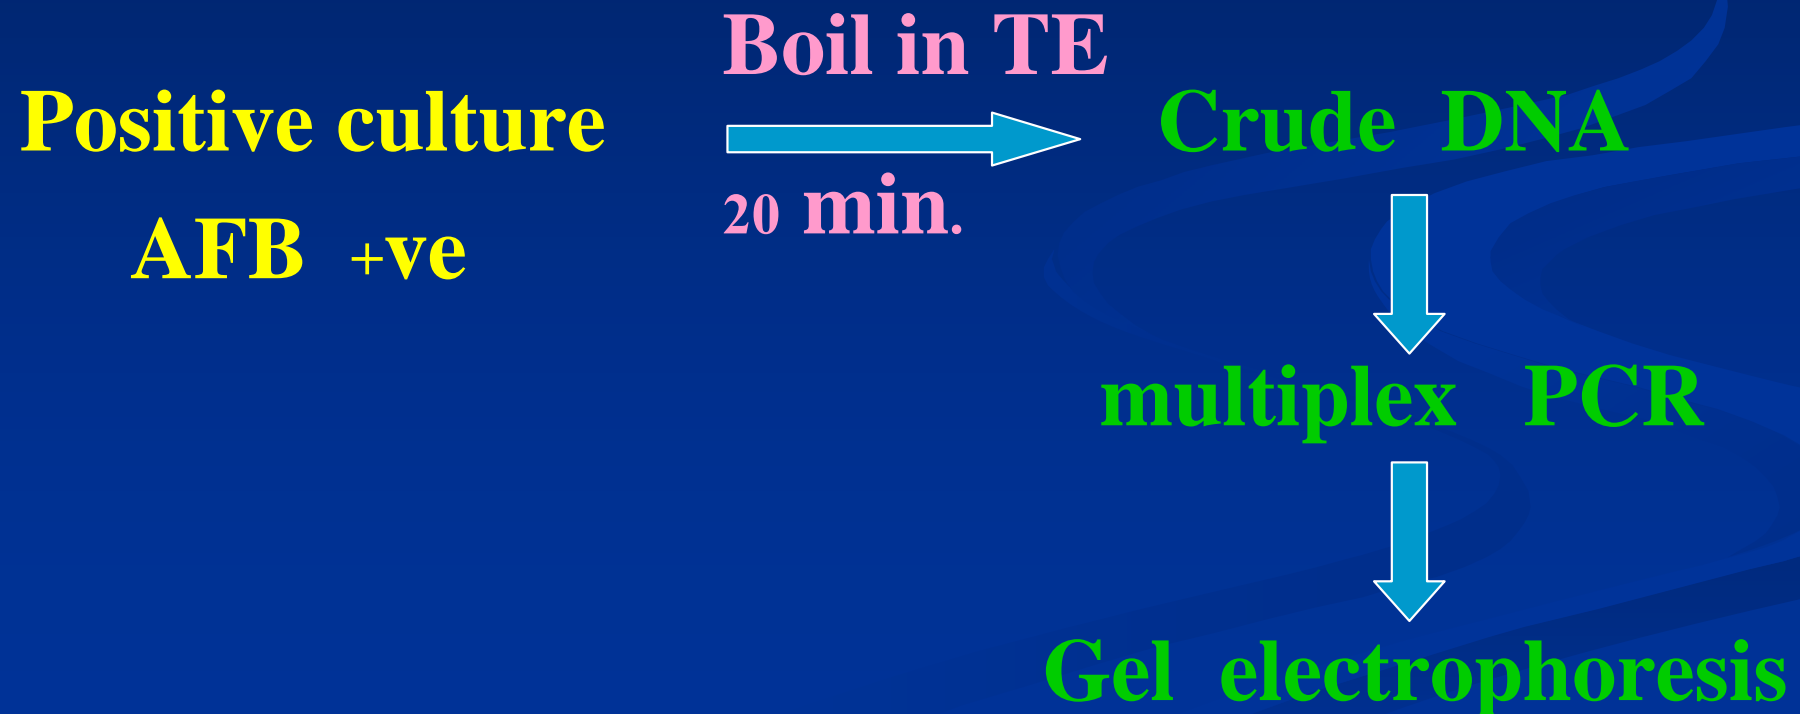 Positive culture
AFB +ve
Boil in TE
20 min.
Crude DNA
multiplex PCR
Gel electrophoresis